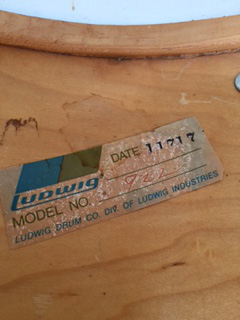 DATE 11717
LUDWIG
MODEL NO.
LUDWIG DRUM CO. DIV. OF LUDWIG INDUSTRIES